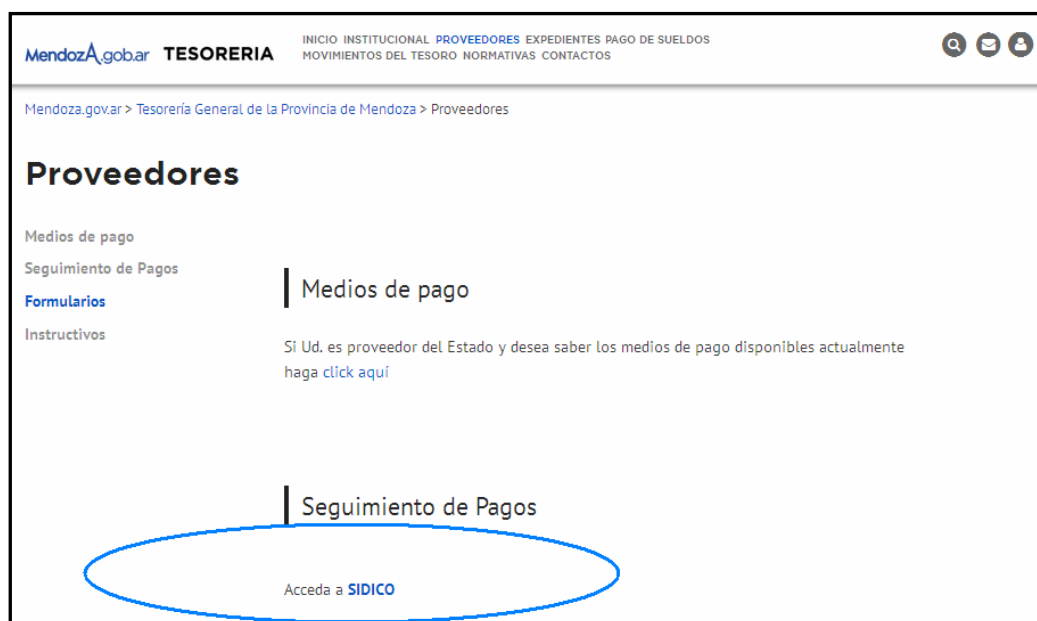 MendozA.gob.ar TESORERIA
INICIO INSTITUCIONAL PROVEEDORES EXPEDIENTES PAGO DE SUELDOS
MOVIMIENTOS DEL TESORO NORMATIVAS CONTACTOS
Mendoza.gov.ar > Tesorería General de la Provincia de Mendoza > Proveedores
Proveedores
Medios de pago
Seguimiento de Pagos
Formularios
Instructivos
Medios de pago
Si Ud. es proveedor del Estado y desea saber los medios de pago disponibles actualmente
haga click aquí
Seguimiento de Pagos
Acceda a SIDICO